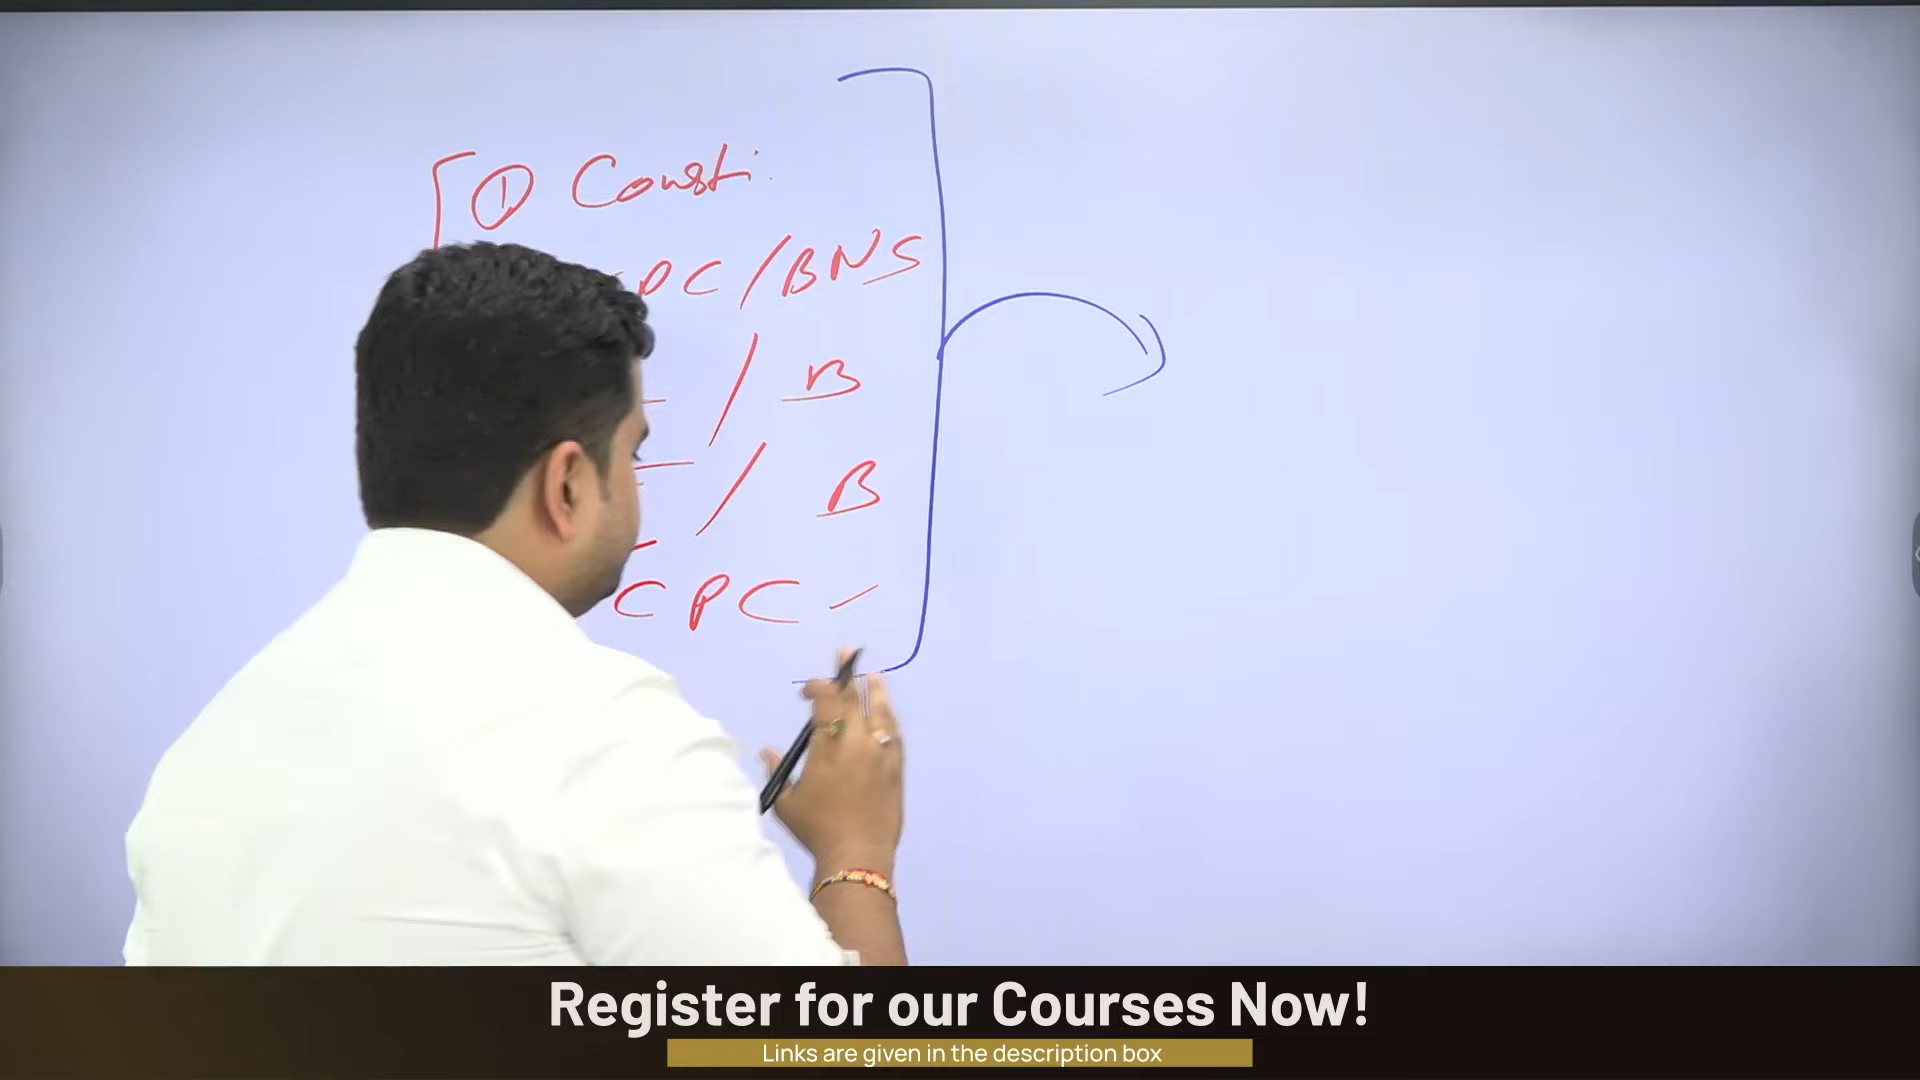 ① Consti.
PC/BNS
/ B
/ B
CPC -
Register for our Courses Now!
Links are given in the description box